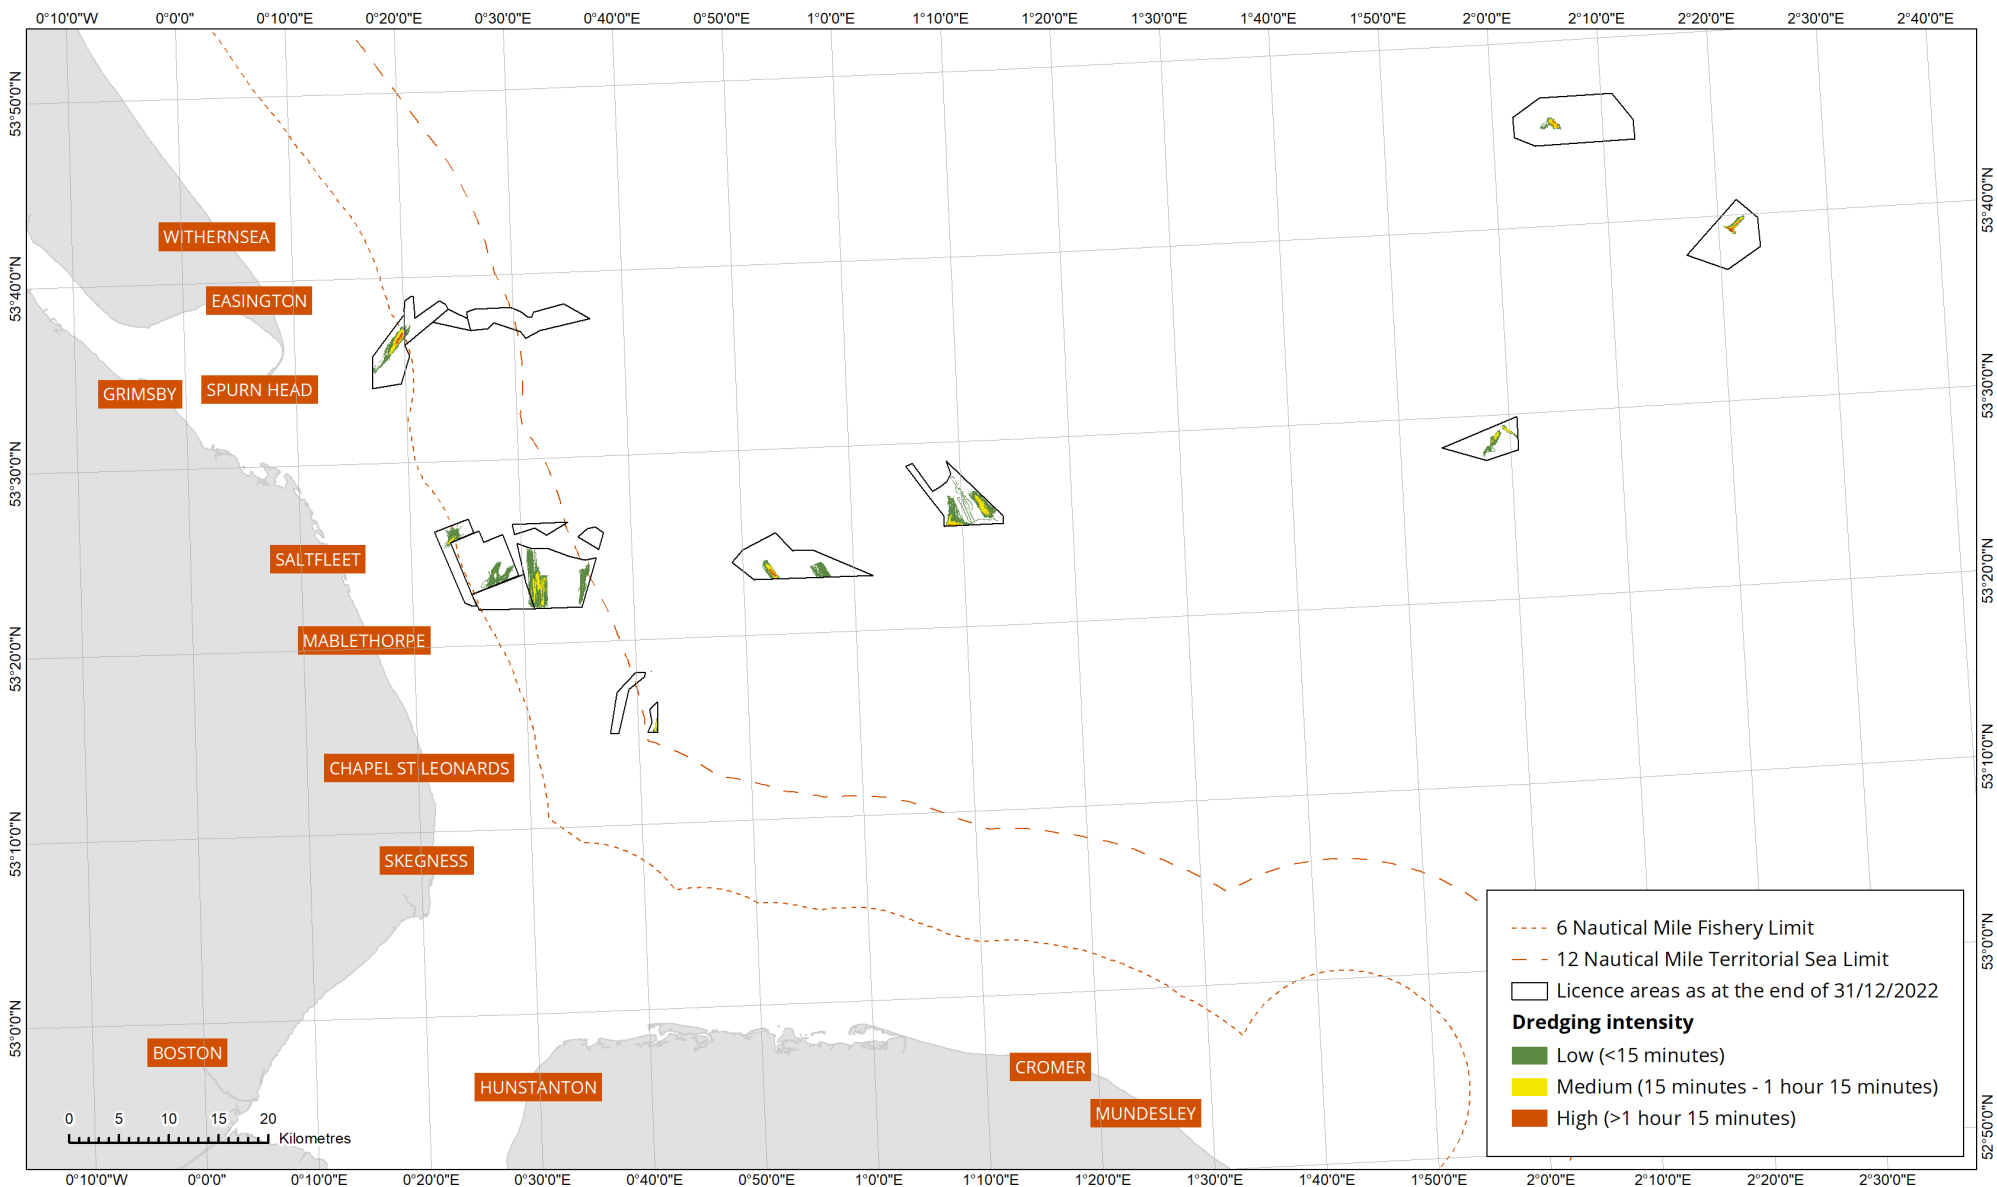 0°10'0"W 0°0'0" 0°10'0"E 0°20'0"E 0°30'0"E 0°40'0"E 0°50'0"E 1°0'0"E 1°10'0"E 1°20'0"E 1°30'0"E 1°40'0"E 1°50'0"E 2°0'0"E 2°10'0"E 2°20'0"E 2°30'0"E 2°40'0"E
53°50'0"N
53°40'0"N
53°30'0"N
53°20'0"N
53°10'0"N
53°0'0"N
53°40'0"N
53°30'0"N
53°20'0"N
53°10'0"N
53°0'0"N
52°50'0"N
WITHERNSEA
EASINGTON
GRIMSBY
SPURN HEAD
SALTFLEET
MABLETHORPE
CHAPEL ST LEONARDS
SKEGNESS
BOSTON
HUNSTANTON
CROMER
MUNDESLEY
6 Nautical Mile Fishery Limit
12 Nautical Mile Territorial Sea Limit
Licence areas as at the end of 31/12/2022
Dredging intensity
Low (<15 minutes)
Medium (15 minutes - 1 hour 15 minutes)
High (>1 hour 15 minutes)
0 5 10 15 20
Kilometres
0°10'0"W 0°0'0" 0°10'0"E 0°20'0"E 0°30'0"E 0°40'0"E 0°50'0"E 1°0'0"E 1°10'0"E 1°20'0"E 1°30'0"E 1°40'0"E 1°50'0"E 2°0'0"E 2°10'0"E 2°20'0"E 2°30'0"E